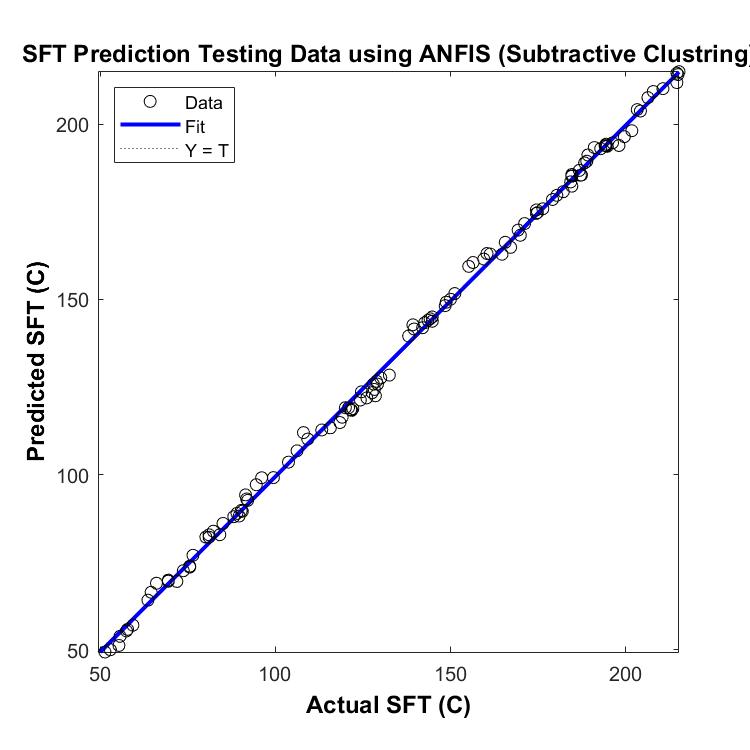 SFT Prediction Testing Data using ANFIS (Subtractive Clustring)
Data
Fit
Y = T
200
150
100
50
Predicted SFT (C)
50 100 150 200
Actual SFT (C)